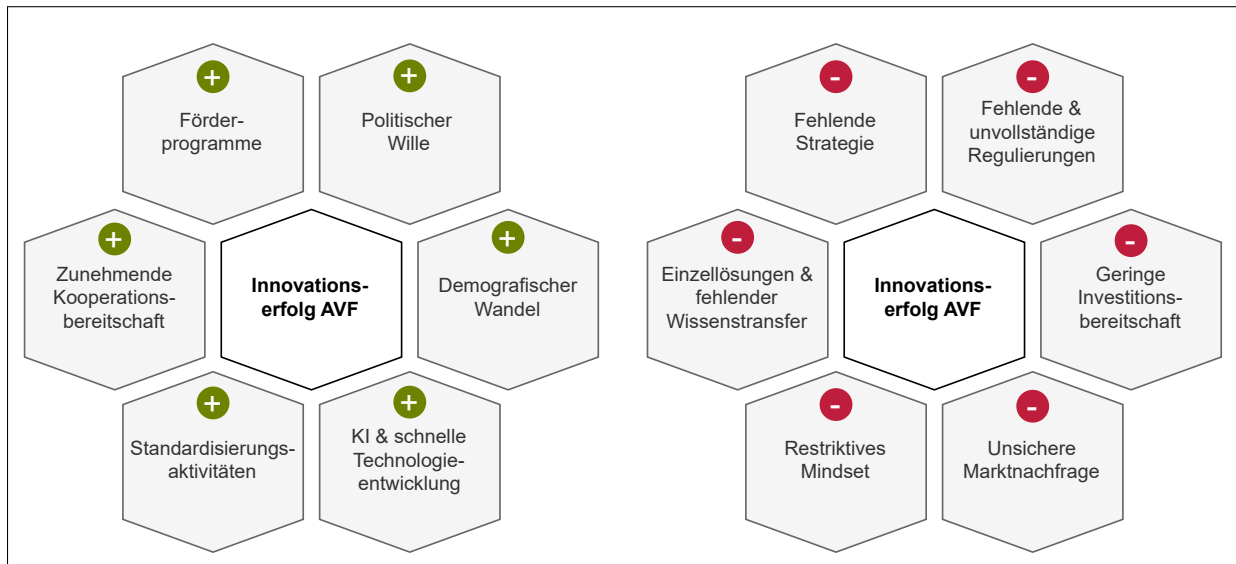 +
Förder-
programme
+
Politischer
Wille
+
Zunehmende
Kooperations-
bereitschaft
Innovations-
erfolg AVF
+
Demografischer
Wandel
+
Standardisierungs-
aktivitäten
+
KI & schnelle
Technologie-
entwicklung
-
Fehlende
Strategie
-
Fehlende &
unvollständige
Regulierungen
-
Einzellösungen &
fehlender
Wissenstransfer
Innovations-
erfolg AVF
-
Geringe
Investitions-
bereitschaft
-
Restriktives
Mindset
-
Unsichere
Marktnachfrage